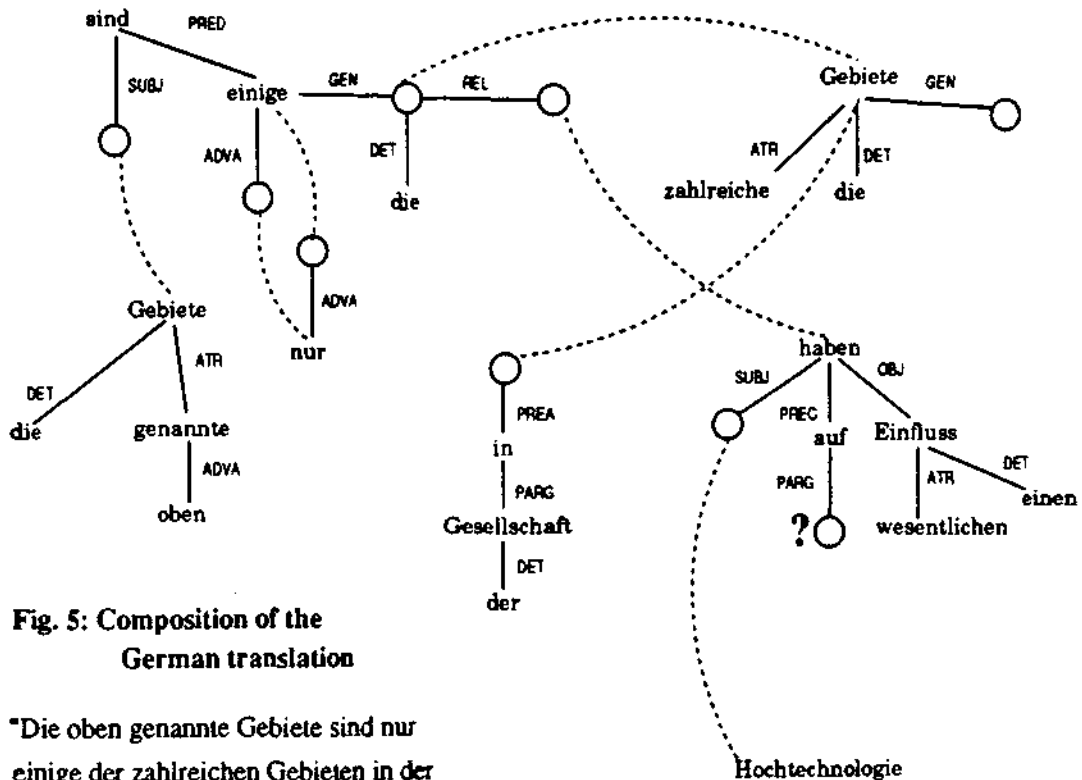 sind
PRED
SUBJ
einige
GEN
REL
Gebiete
GEN
ADVA
DET
die
ATR
DET
zahlreiche
die
ADVA
nur
Gebiete
DET
ATR
die
genannte
ADVA
oben
PREA
in
PARG
Gesellschaft
DET
der
haben
SUBJ
PREC
OBJ
auf
Einfluss
PARG
ATR
DET
einen
?
wesentlichen
Hochtechnologie
Fig. 5: Composition of the
German translation
"Die oben genannte Gebiete sind nur
einige der zahlreichen Gebieten in der